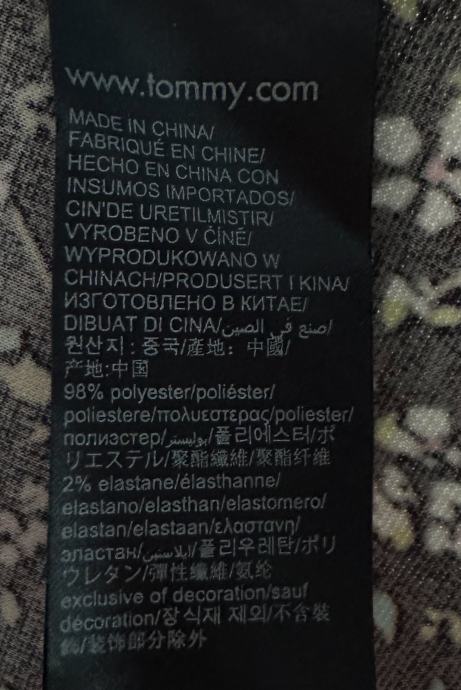 www.tommy.com
MADE IN CHINA/
FABRIQUÉ EN CHINE/
HECHO EN CHINA CON
INSUMOS IMPORTADOS/
CIN'DE URETILMISTIR/
VYROBENO V ČÍNĚ/
WYPRODUKOWANO W
CHINACH/PRODUSERT I KINA/
ИЗГОТОВЛЕНО В КИТАЕ/
DIBUAT DI CINA/صنع في الصين/
원산지: 중국/產地: 中國/
产地:中国
98% polyester/poliéster/
poliestere/πολυεστερας/poliester/
полиэстер/بوليستر/폴리에스터/ポ
リエステル/聚酯纖維/聚酯纤维
2% elastane/élasthanne/
elastano/elasthan/elastomero/
elastan/elastaan/ελαστανη/
эластан/ايلاستين/폴리우레탄/ポリ
ウレタン/彈性纖維/氨纶
exclusive of decoration/sauf
décoration/장식재 제외/不含裝
飾/装饰部分除外